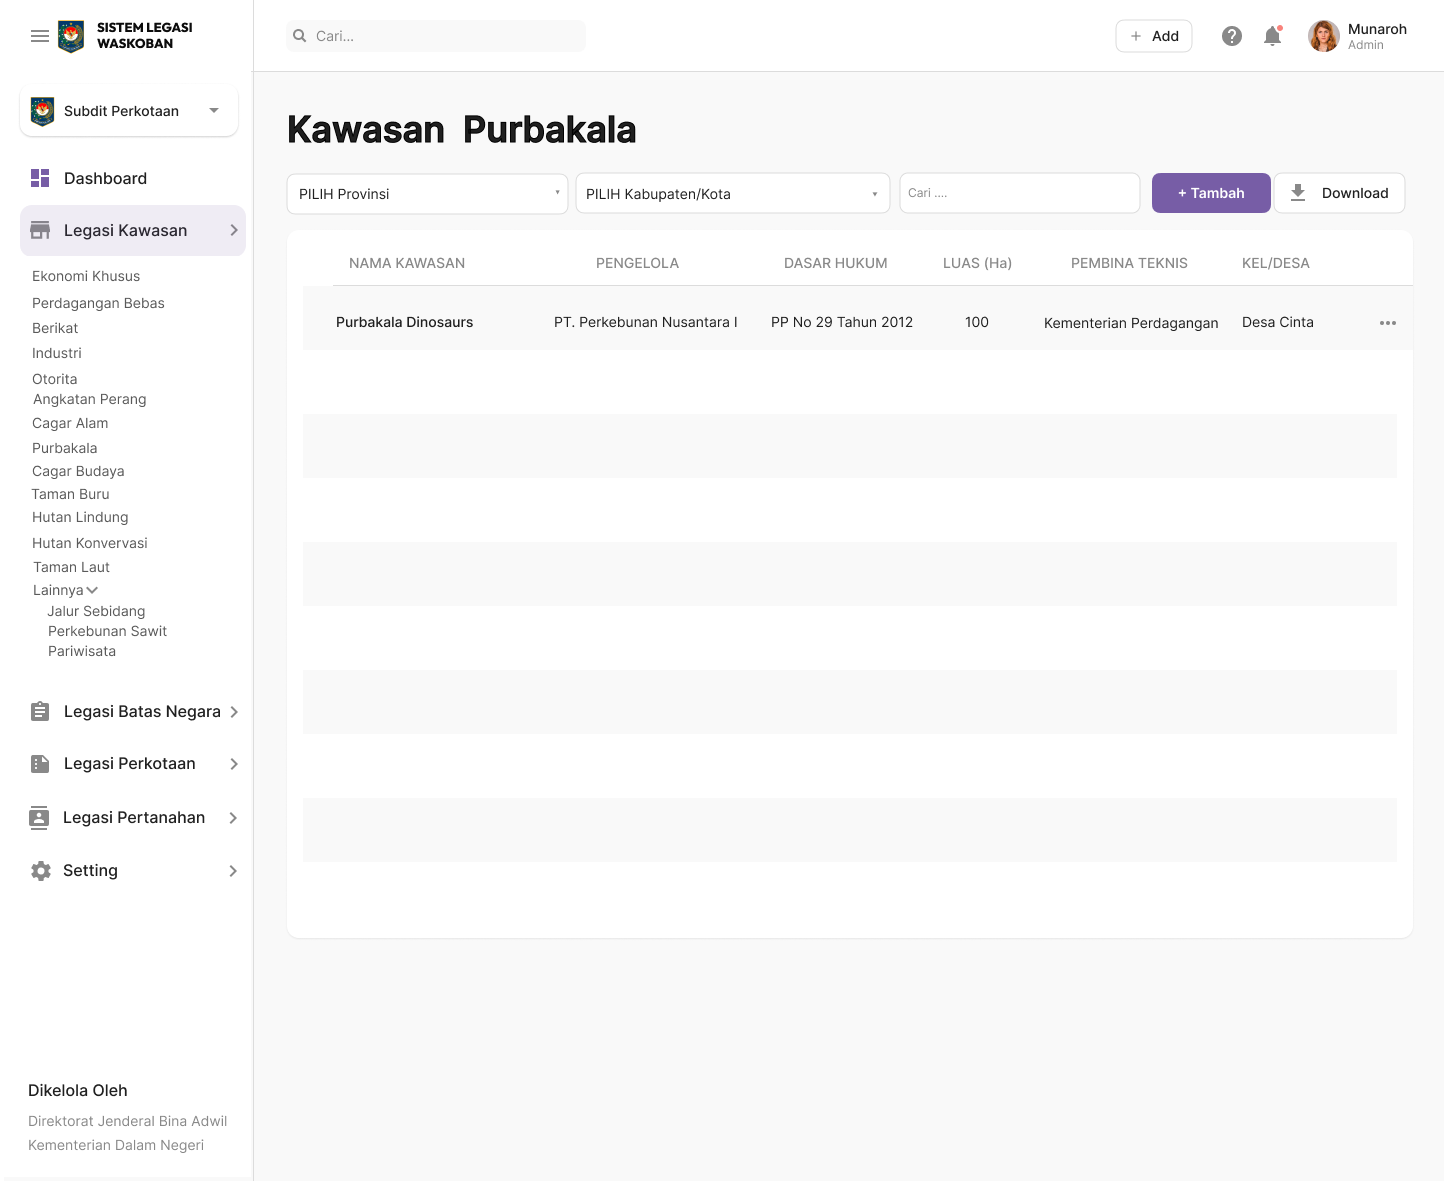 SISTEM LEGASI
WASKOBAN
Cari...
+ Add
Munaroh
Admin
Subdit Perkotaan
Dashboard
Legasi Kawasan
Ekonomi Khusus
Perdagangan Bebas
Berikat
Industri
Otorita
Angkatan Perang
Cagar Alam
Purbakala
Cagar Budaya
Taman Buru
Hutan Lindung
Hutan Konvervasi
Taman Laut
Lainnya
Jalur Sebidang
Perkebunan Sawit
Pariwisata
Legasi Batas Negara
Legasi Perkotaan
Legasi Pertanahan
Setting
Dikelola Oleh
Direktorat Jenderal Bina Adwil
Kementerian Dalam Negeri
Kawasan Purbakala
PILIH Provinsi
PILIH Kabupaten/Kota
Cari ....
+ Tambah
Download
NAMA KAWASAN PENGELOLA DASAR HUKUM LUAS (Ha) PEMBINA TEKNIS KEL/DESA
Purbakala Dinosaurs PT. Perkebunan Nusantara I PP No 29 Tahun 2012 100 Kementerian Perdagangan Desa Cinta